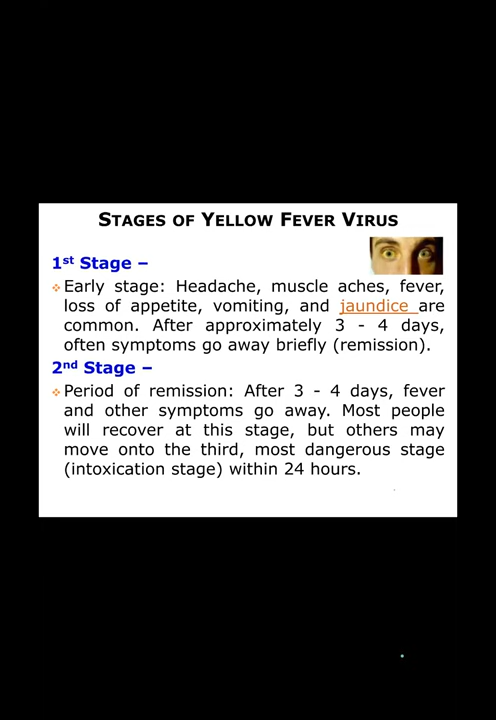 STAGES OF YELLOW FEVER VIRUS
1st Stage –
❖ Early stage: Headache, muscle aches, fever,
loss of appetite, vomiting, and jaundice are
common. After approximately 3 - 4 days,
often symptoms go away briefly (remission).
2nd Stage –
❖ Period of remission: After 3 - 4 days, fever
and other symptoms go away. Most people
will recover at this stage, but others may
move onto the third, most dangerous stage
(intoxication stage) within 24 hours.